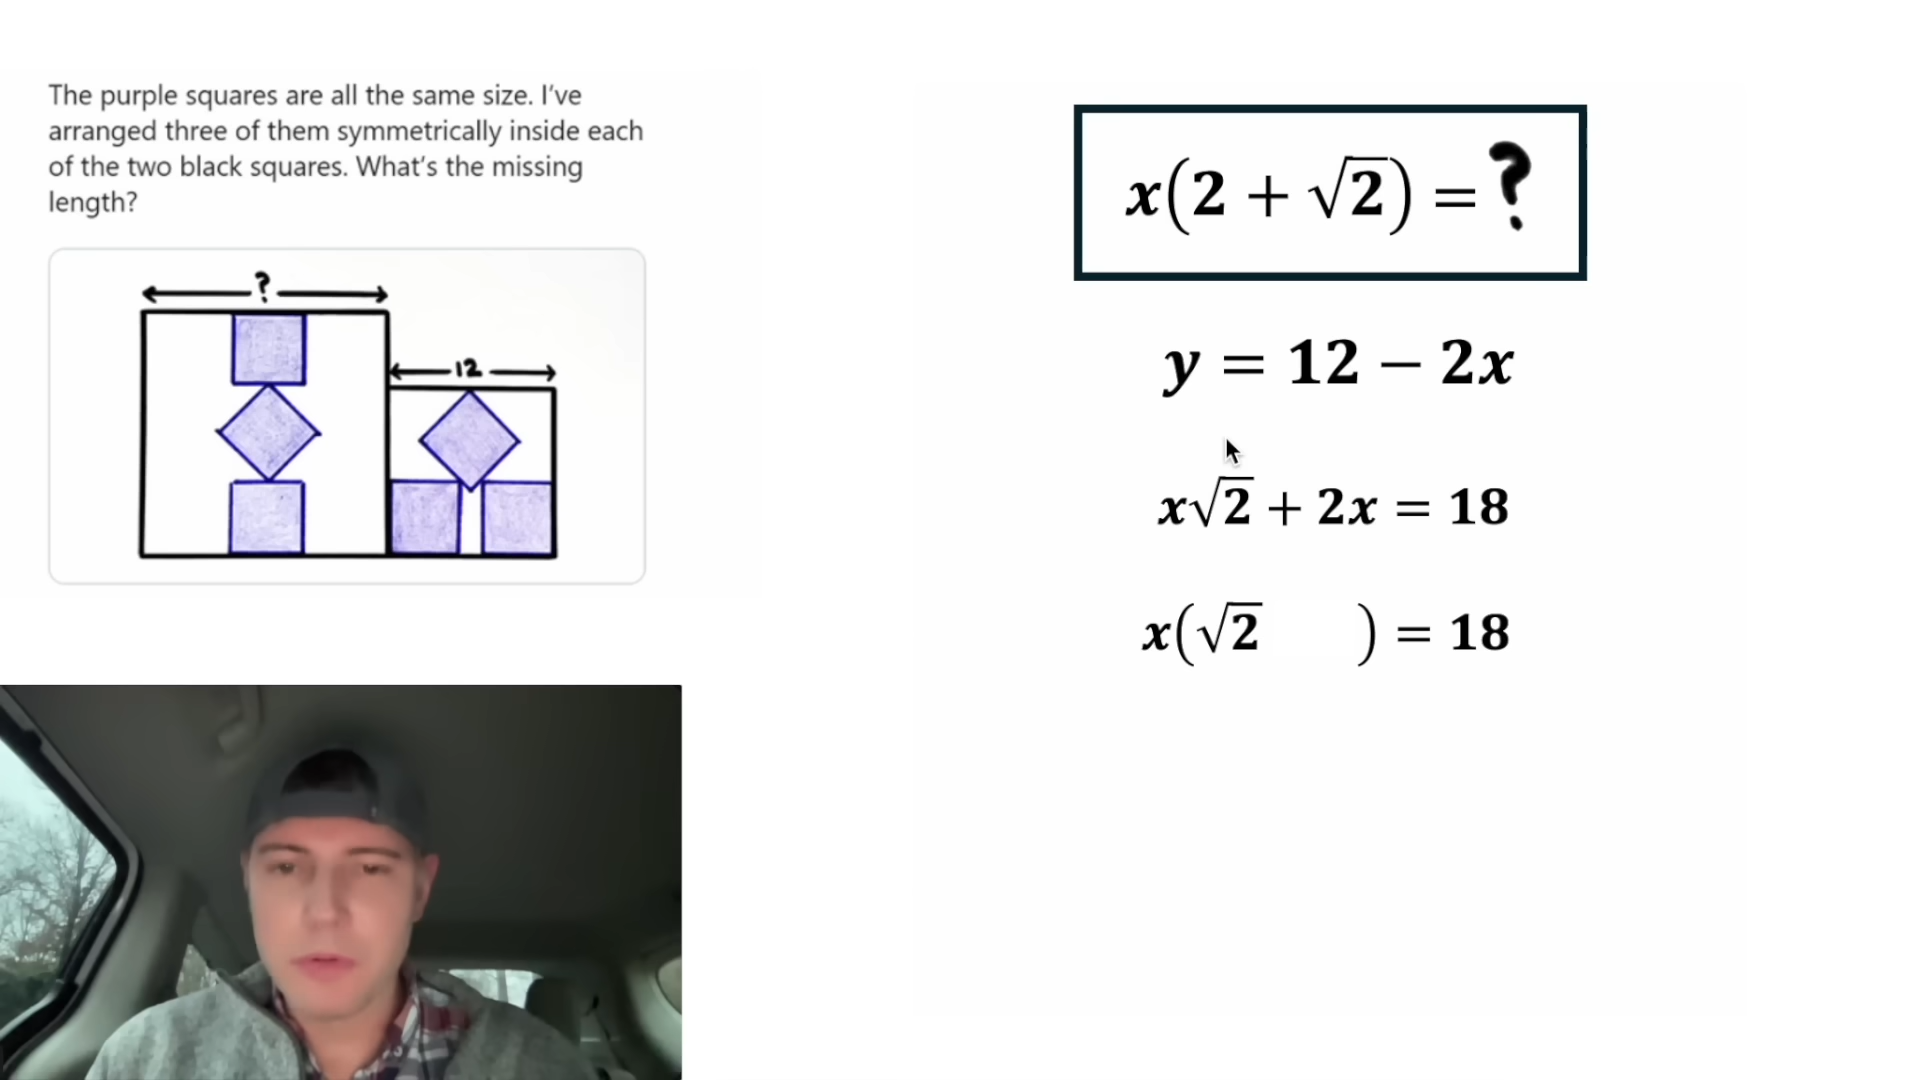 The purple squares are all the same size. I've
arranged three of them symmetrically inside each
of the two black squares. What's the missing
length?
?
12
x(2 + √2) = ?
y = 12 − 2x
x√2 + 2x = 18
x(√2 ) = 18